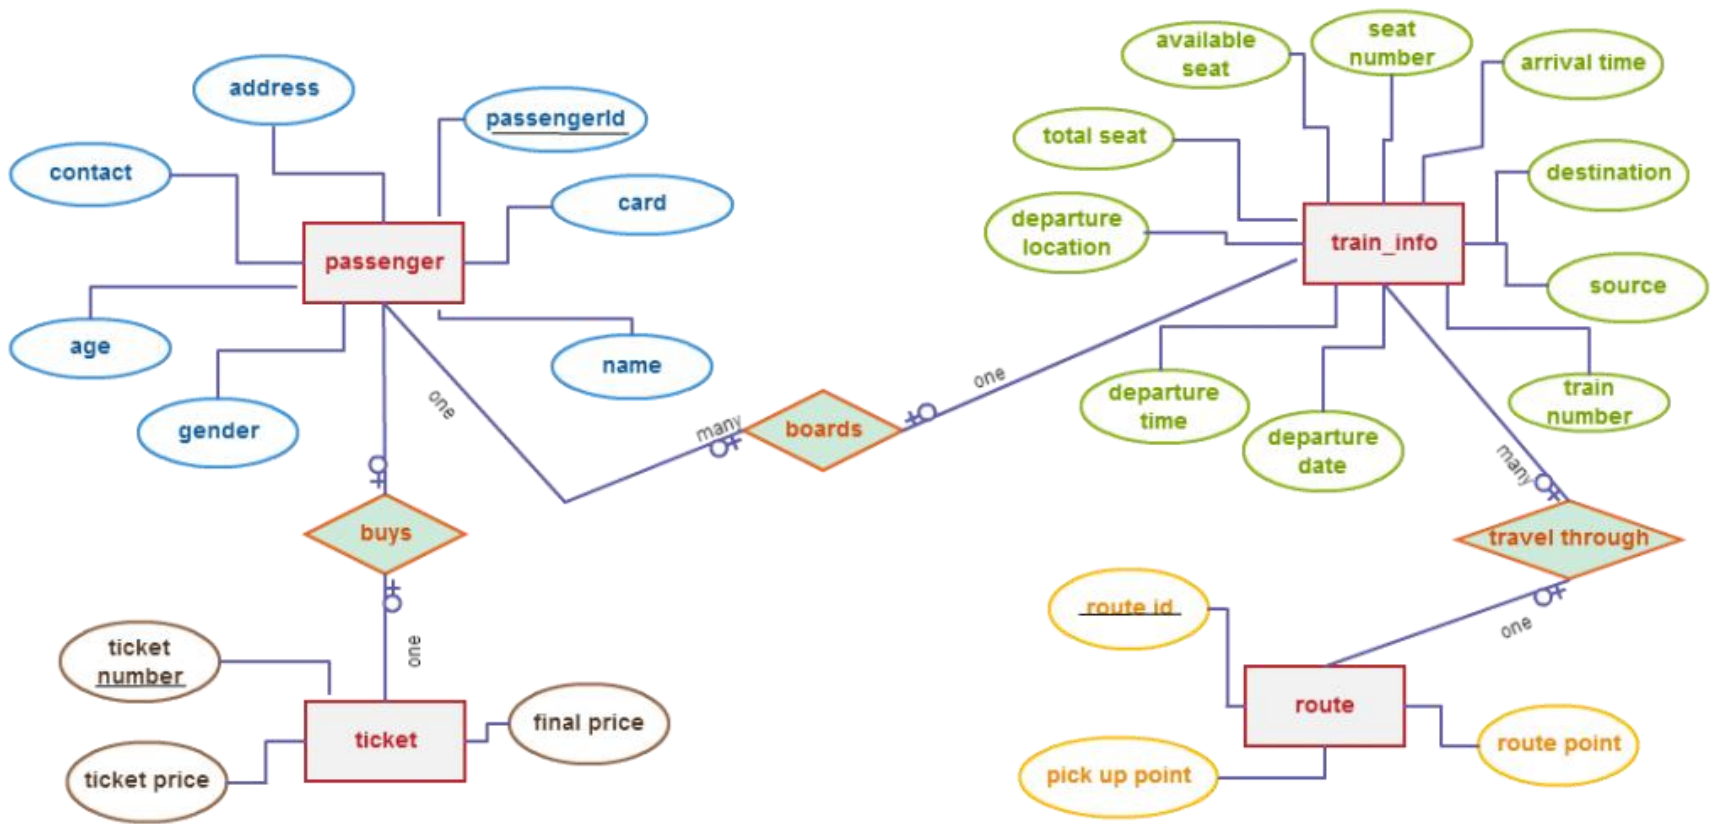 address
passengerId
contact
card
passenger
age
name
gender
one
many
boards
one
buys
one
ticket
number
ticket
final price
ticket price
available
seat
seat
number
arrival time
total seat
destination
departure
location
train_info
source
departure
time
departure
date
train
number
many
travel through
one
route id
route
route point
pick up point